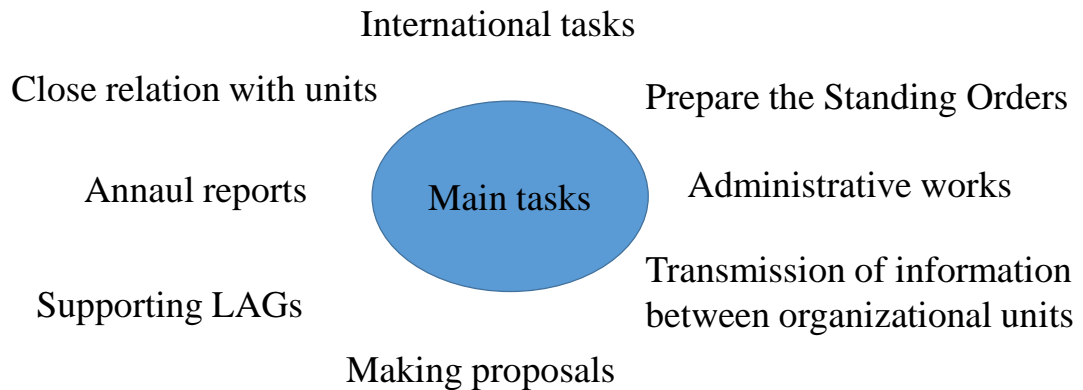 International tasks
Close relation with units
Prepare the Standing Orders
Annaul reports
Main tasks
Administrative works
Supporting LAGs
Transmission of information
between organizational units
Making proposals